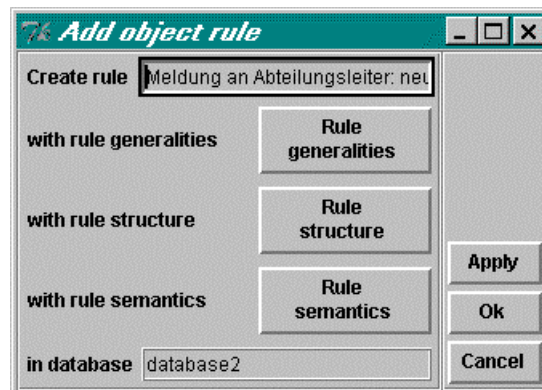 Add object rule
Create rule Meldung an Abteilungsleiter: neu
with rule generalities Rule
generalities
with rule structure Rule
structure
with rule semantics Rule
semantics
in database database2
Apply
Ok
Cancel